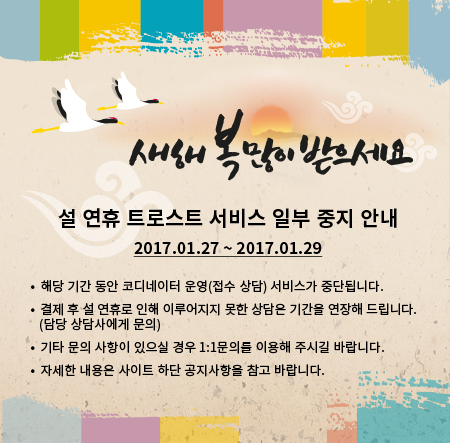 새해 복 많이 받으세요
설 연휴 트로스트 서비스 일부 중지 안내
2017.01.27 ~ 2017.01.29
• 해당 기간 동안 코디네이터 운영(접수 상담) 서비스가 중단됩니다.
• 결제 후 설 연휴로 인해 이루어지지 못한 상담은 기간을 연장해 드립니다.
(담당 상담사에게 문의)
• 기타 문의 사항이 있으실 경우 1:1문의를 이용해 주시길 바랍니다.
• 자세한 내용은 사이트 하단 공지사항을 참고 바랍니다.